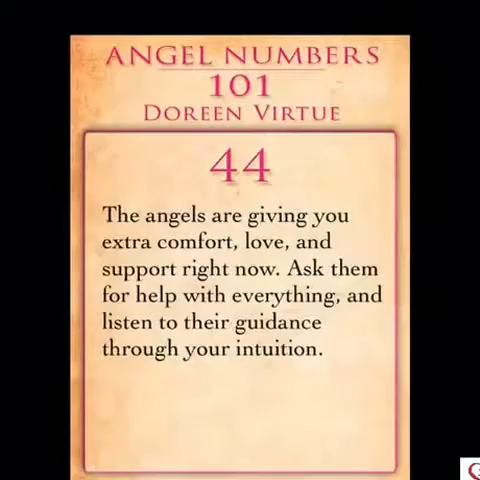 ANGEL NUMBERS
101
DOREEN VIRTUE
44
The angels are giving you
extra comfort, love, and
support right now. Ask them
for help with everything, and
listen to their guidance
through your intuition.